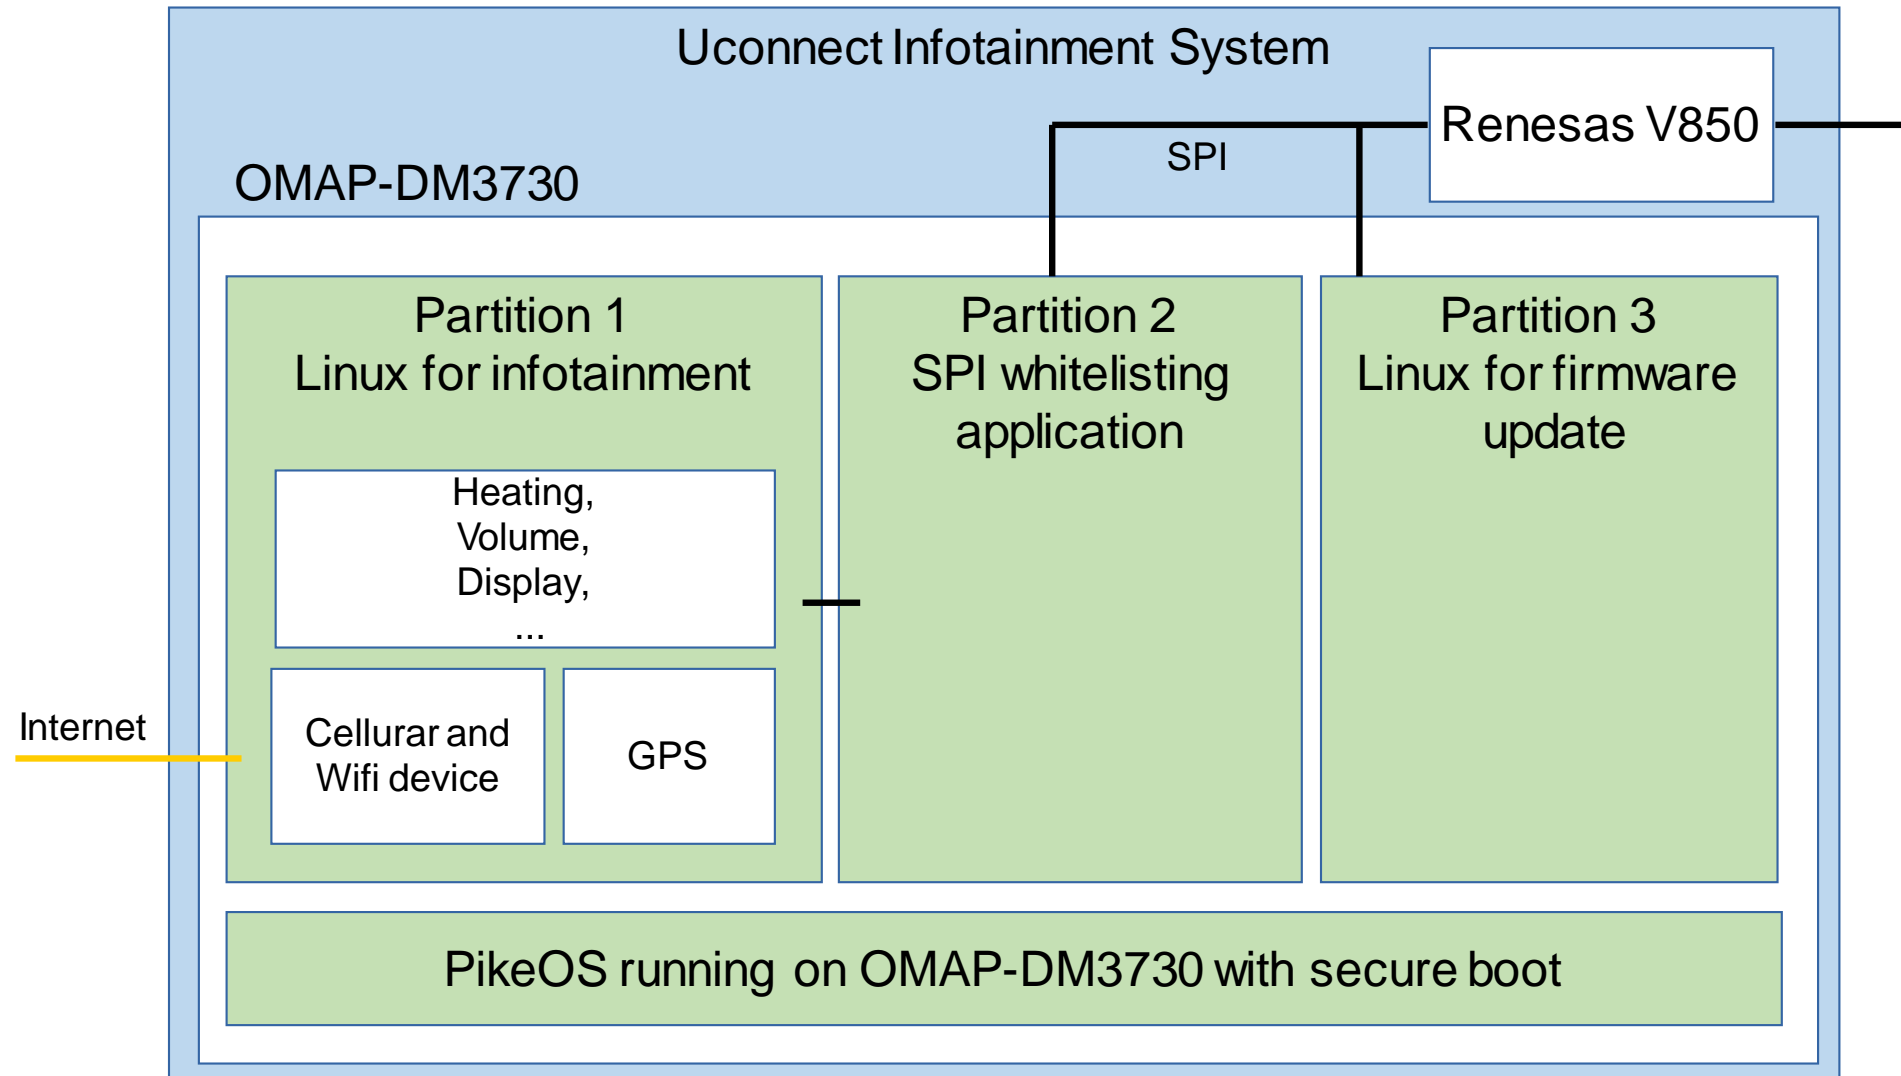 Uconnect Infotainment System
Renesas V850
SPI
OMAP-DM3730
Partition 1
Linux for infotainment
Heating,
Volume,
Display,
...
Cellurar and
Wifi device
GPS
Internet
Partition 2
SPI whitelisting
application
Partition 3
Linux for firmware
update
PikeOS running on OMAP-DM3730 with secure boot